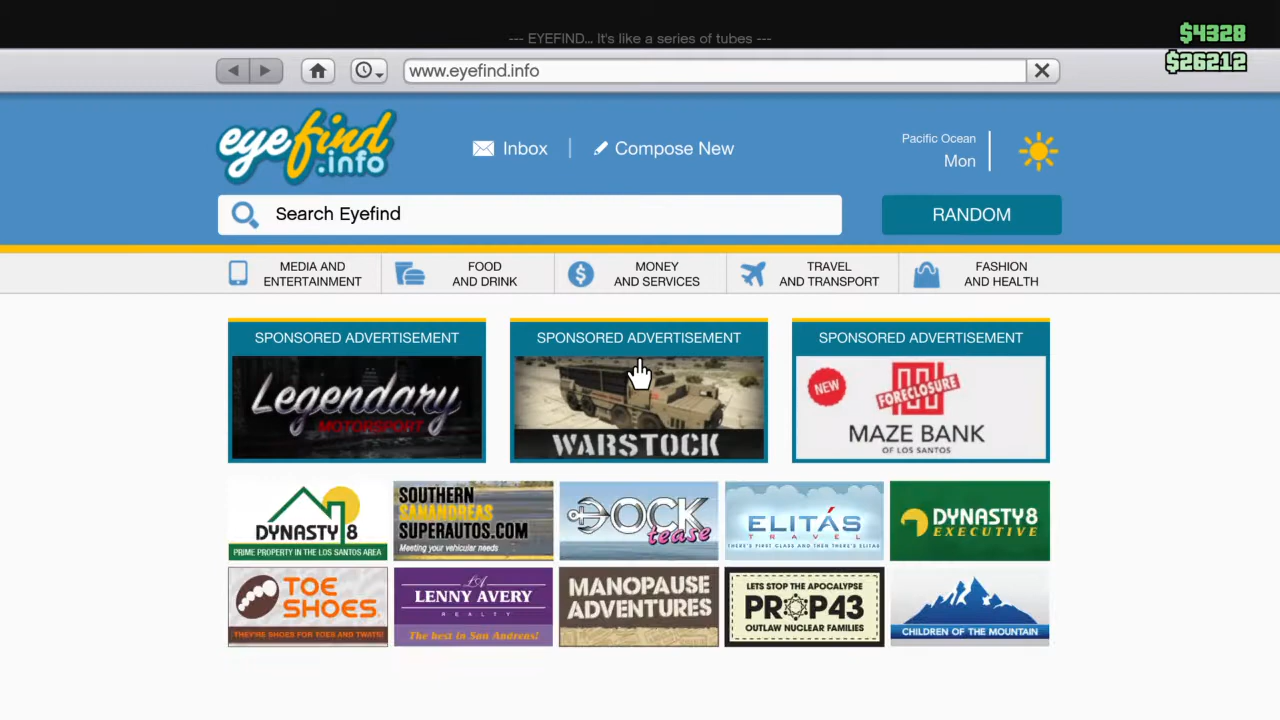 --- EYEFIND... It's like a series of tubes ---
$4328
$26212
www.eyefind.info
eyefind
.info
Inbox
Compose New
Pacific Ocean
Mon
Search Eyefind
RANDOM
MEDIA AND
ENTERTAINMENT
FOOD
AND DRINK
MONEY
AND SERVICES
TRAVEL
AND TRANSPORT
FASHION
AND HEALTH
SPONSORED ADVERTISEMENT
Legendary
MOTORSPORT
SPONSORED ADVERTISEMENT
WARSTOCK
SPONSORED ADVERTISEMENT
NEW
FORECLOSURE
MAZE BANK
OF LOS SANTOS
DYNASTY 8
PRIME PROPERTY IN THE LOS SANTOS AREA
SOUTHERN
SANANDREAS
SUPERAUTOS.COM
Meeting your vehicular needs
DOCK
tease
ELITÁS
TRAVEL
THERE'S FIRST CLASS AND THEN THERE'S ELITAS
DYNASTY 8
EXECUTIVE
TOE
SHOES
THEY'RE SHOES FOR TOES AND TWATS!
LA
LENNY AVERY
REALTY
The best in San Andreas!
MANOPAUSE
ADVENTURES
LETS STOP THE APOCALYPSE
PROP43
OUTLAW NUCLEAR FAMILIES
CHILDREN OF THE MOUNTAIN